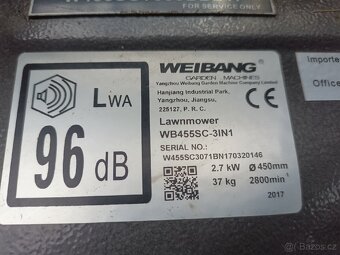 FOR SERVICE ONLY
WEIBANG
GARDEN MACHINES
Yangzhou Weibang Garden Machine Company Limited
Hanjiang Industrial Park,
Yangzhou, Jiangsu,
225127, P. R. C.
CE
Lawnmower
WB455SC-3IN1
SERIAL NO.:
W455SC3071BN170320146
2.7 kW ø 450mm
37 kg 2800min
2017
LWA
96 dB
Importe
Office
bazos.cz